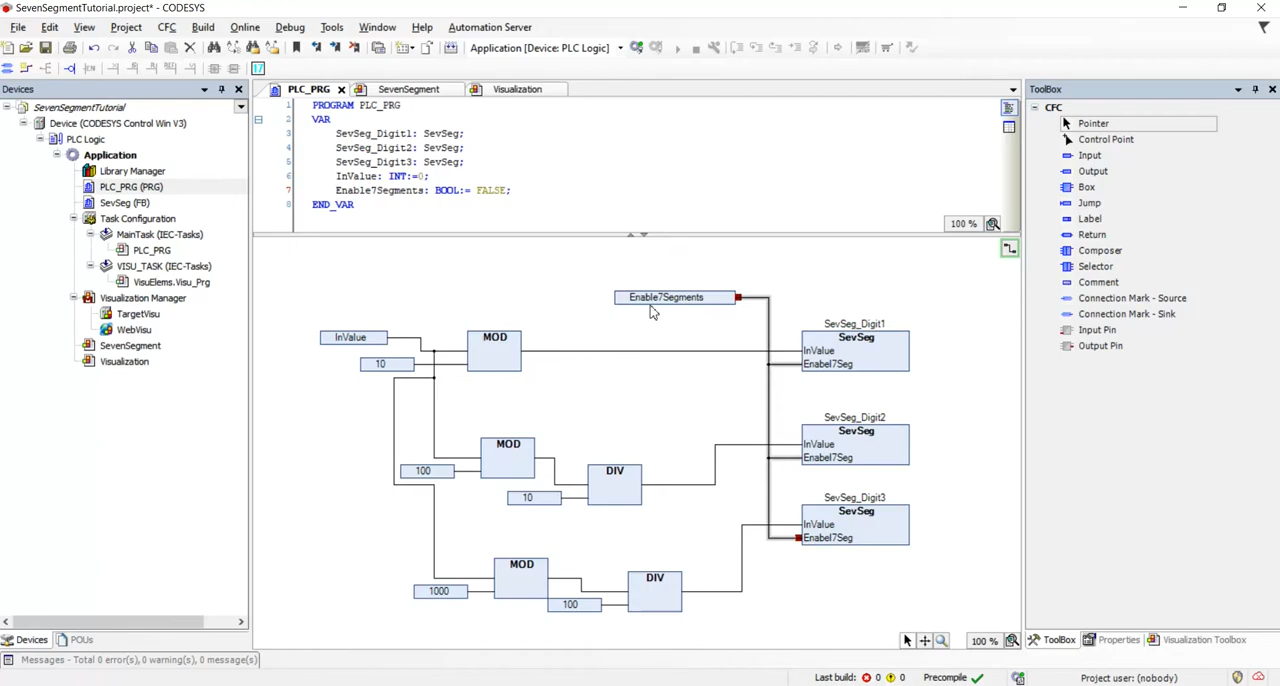 SevenSegmentTutorial.project* - CODESYS
File Edit View Project CFC Build Online Debug Tools Window Help Automation Server
Application [Device: PLC Logic]
Devices
SevenSegmentTutorial
Device (CODESYS Control Win V3)
PLC Logic
Application
Library Manager
PLC_PRG (PRG)
SevSeg (FB)
Task Configuration
MainTask (IEC-Tasks)
PLC_PRG
VISU_TASK (IEC-Tasks)
VisuElems.Visu_Prg
Visualization Manager
TargetVisu
WebVisu
SevenSegment
Visualization
Devices POUs
PLC_PRG SevenSegment Visualization
1 PROGRAM PLC_PRG
2 VAR
3 SevSeg_Digit1: SevSeg;
4 SevSeg_Digit2: SevSeg;
5 SevSeg_Digit3: SevSeg;
6 InValue: INT:=0;
7 Enable7Segments: BOOL:= FALSE;
8 END_VAR
100 %
Enable7Segments
InValue
10
MOD
SevSeg_Digit1
SevSeg
InValue
Enabel7Seg
100
MOD
10
DIV
SevSeg_Digit2
SevSeg
InValue
Enabel7Seg
1000
MOD
100
DIV
SevSeg_Digit3
SevSeg
InValue
Enabel7Seg
100 %
ToolBox
CFC
Pointer
Control Point
Input
Output
Box
Jump
Label
Return
Composer
Selector
Comment
Connection Mark - Source
Connection Mark - Sink
Input Pin
Output Pin
ToolBox Properties Visualization Toolbox
Messages - Total 0 error(s), 0 warning(s), 0 message(s)
Last build: 0 0 Precompile Project user: (nobody)